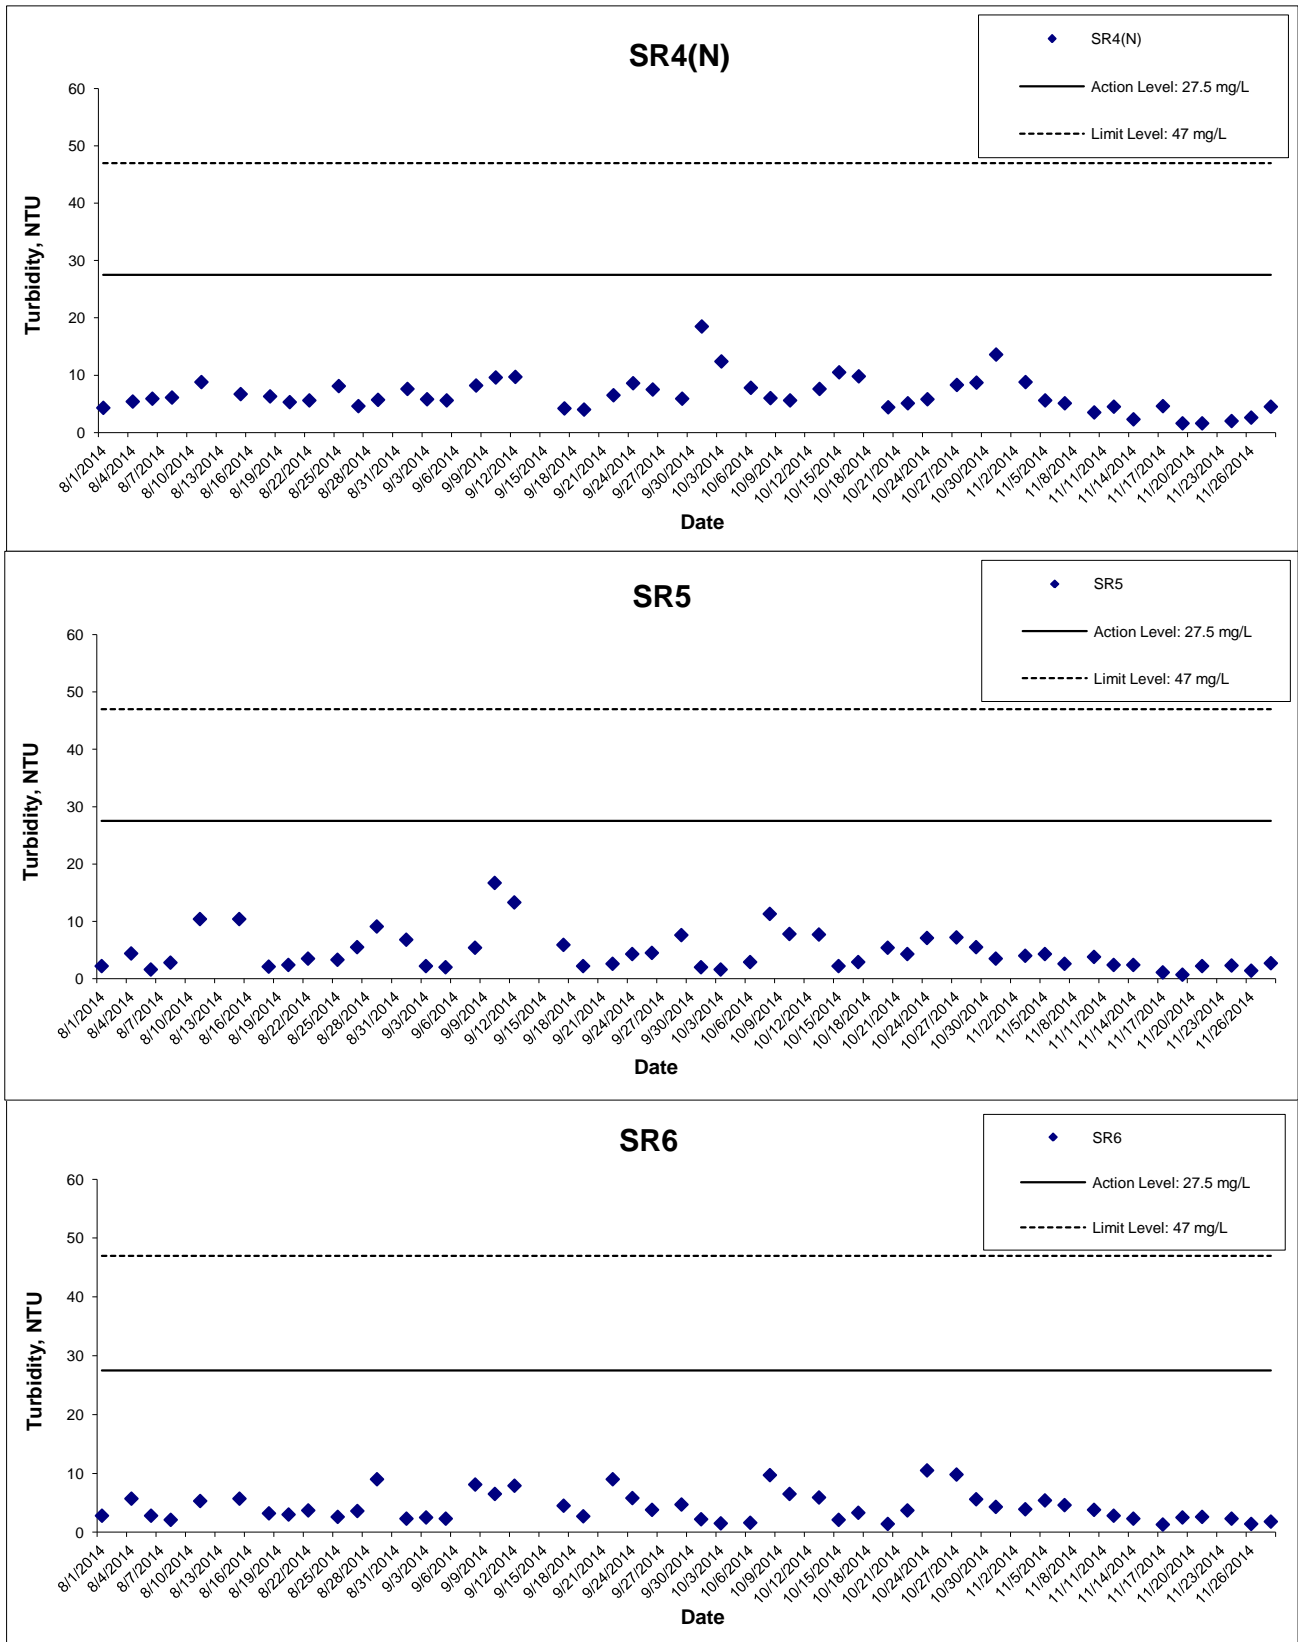 SR4(N)
SR4(N)
Action Level: 27.5 mg/L
Limit Level: 47 mg/L
60
50
40
30
20
10
0
Turbidity, NTU
8/1/2014 8/4/2014 8/7/2014 8/10/2014 8/13/2014 8/16/2014 8/19/2014 8/22/2014 8/25/2014 8/28/2014 8/31/2014 9/3/2014 9/6/2014 9/9/2014 9/12/2014 9/15/2014 9/18/2014 9/21/2014 9/24/2014 9/27/2014 9/30/2014 10/3/2014 10/6/2014 10/9/2014 10/12/2014 10/15/2014 10/18/2014 10/21/2014 10/24/2014 10/27/2014 10/30/2014 11/2/2014 11/5/2014 11/8/2014 11/11/2014 11/14/2014 11/17/2014 11/20/2014 11/23/2014 11/26/2014
Date
SR5
SR5
Action Level: 27.5 mg/L
Limit Level: 47 mg/L
60
50
40
30
20
10
0
Turbidity, NTU
8/1/2014 8/4/2014 8/7/2014 8/10/2014 8/13/2014 8/16/2014 8/19/2014 8/22/2014 8/25/2014 8/28/2014 8/31/2014 9/3/2014 9/6/2014 9/9/2014 9/12/2014 9/15/2014 9/18/2014 9/21/2014 9/24/2014 9/27/2014 9/30/2014 10/3/2014 10/6/2014 10/9/2014 10/12/2014 10/15/2014 10/18/2014 10/21/2014 10/24/2014 10/27/2014 10/30/2014 11/2/2014 11/5/2014 11/8/2014 11/11/2014 11/14/2014 11/17/2014 11/20/2014 11/23/2014 11/26/2014
Date
SR6
SR6
Action Level: 27.5 mg/L
Limit Level: 47 mg/L
60
50
40
30
20
10
0
Turbidity, NTU
8/1/2014 8/4/2014 8/7/2014 8/10/2014 8/13/2014 8/16/2014 8/19/2014 8/22/2014 8/25/2014 8/28/2014 8/31/2014 9/3/2014 9/6/2014 9/9/2014 9/12/2014 9/15/2014 9/18/2014 9/21/2014 9/24/2014 9/27/2014 9/30/2014 10/3/2014 10/6/2014 10/9/2014 10/12/2014 10/15/2014 10/18/2014 10/21/2014 10/24/2014 10/27/2014 10/30/2014 11/2/2014 11/5/2014 11/8/2014 11/11/2014 11/14/2014 11/17/2014 11/20/2014 11/23/2014 11/26/2014
Date